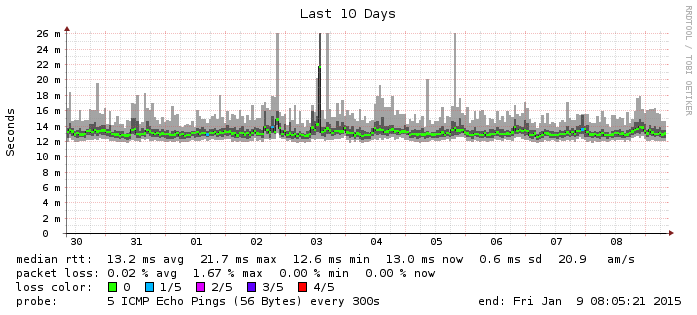 Last 10 Days
RRDTOOL / TOBI OETIKER
Seconds
26 m
24 m
22 m
20 m
18 m
16 m
14 m
12 m
10 m
8 m
6 m
4 m
2 m
0
30 31 01 02 03 04 05 06 07 08
median rtt: 13.2 ms avg 21.7 ms max 12.6 ms min 13.0 ms now 0.6 ms sd 20.9 am/s
packet loss: 0.02 % avg 1.67 % max 0.00 % min 0.00 % now
loss color: 0 1/5 2/5 3/5 4/5
probe: 5 ICMP Echo Pings (56 Bytes) every 300s end: Fri Jan 9 08:05:21 2015